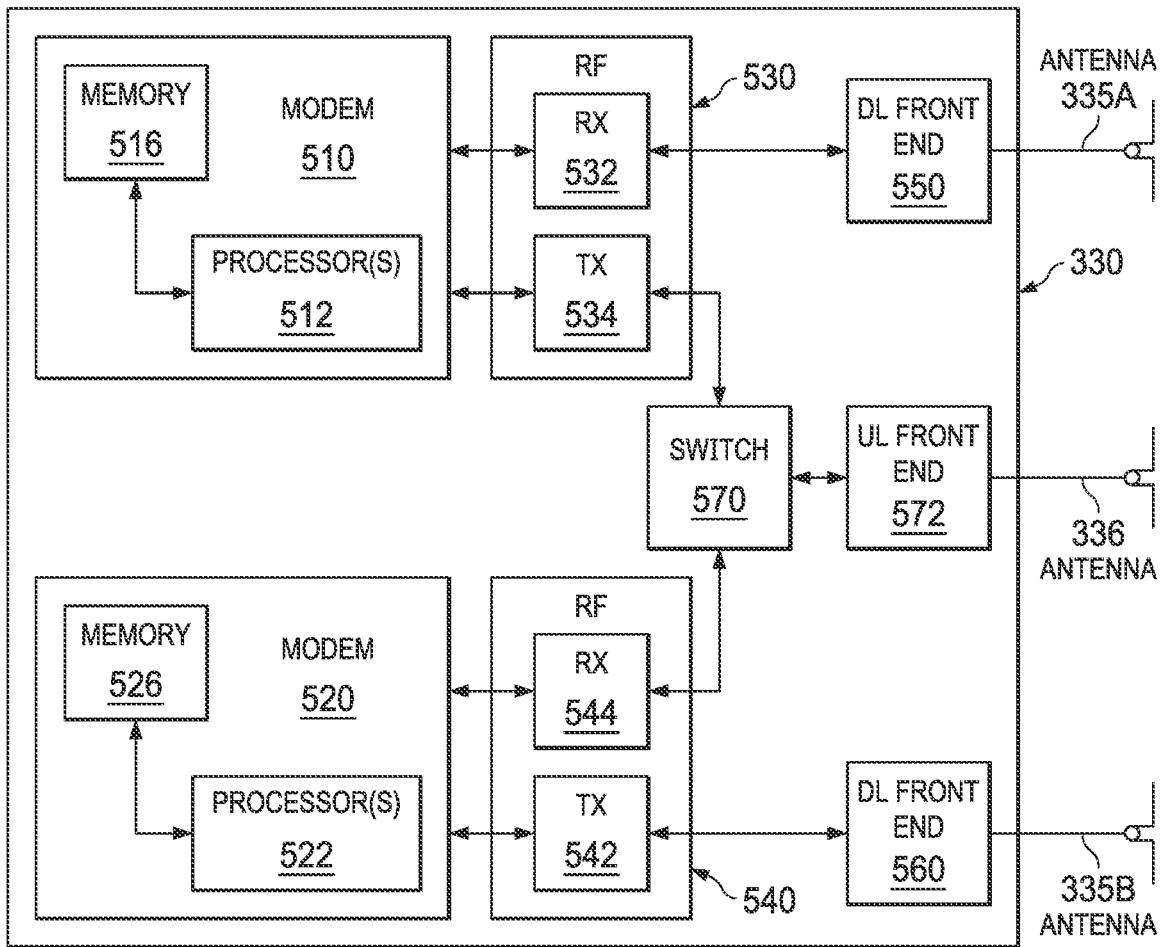 RF
530
ANTENNA
335A
MEMORY
516
MODEM
510
RX
532
DL FRONT
END
550
PROCESSOR(S)
512
TX
534
330
SWITCH
570
UL FRONT
END
572
336
ANTENNA
RF
MEMORY
526
MODEM
520
RX
544
PROCESSOR(S)
522
TX
542
DL FRONT
END
560
540
335B
ANTENNA